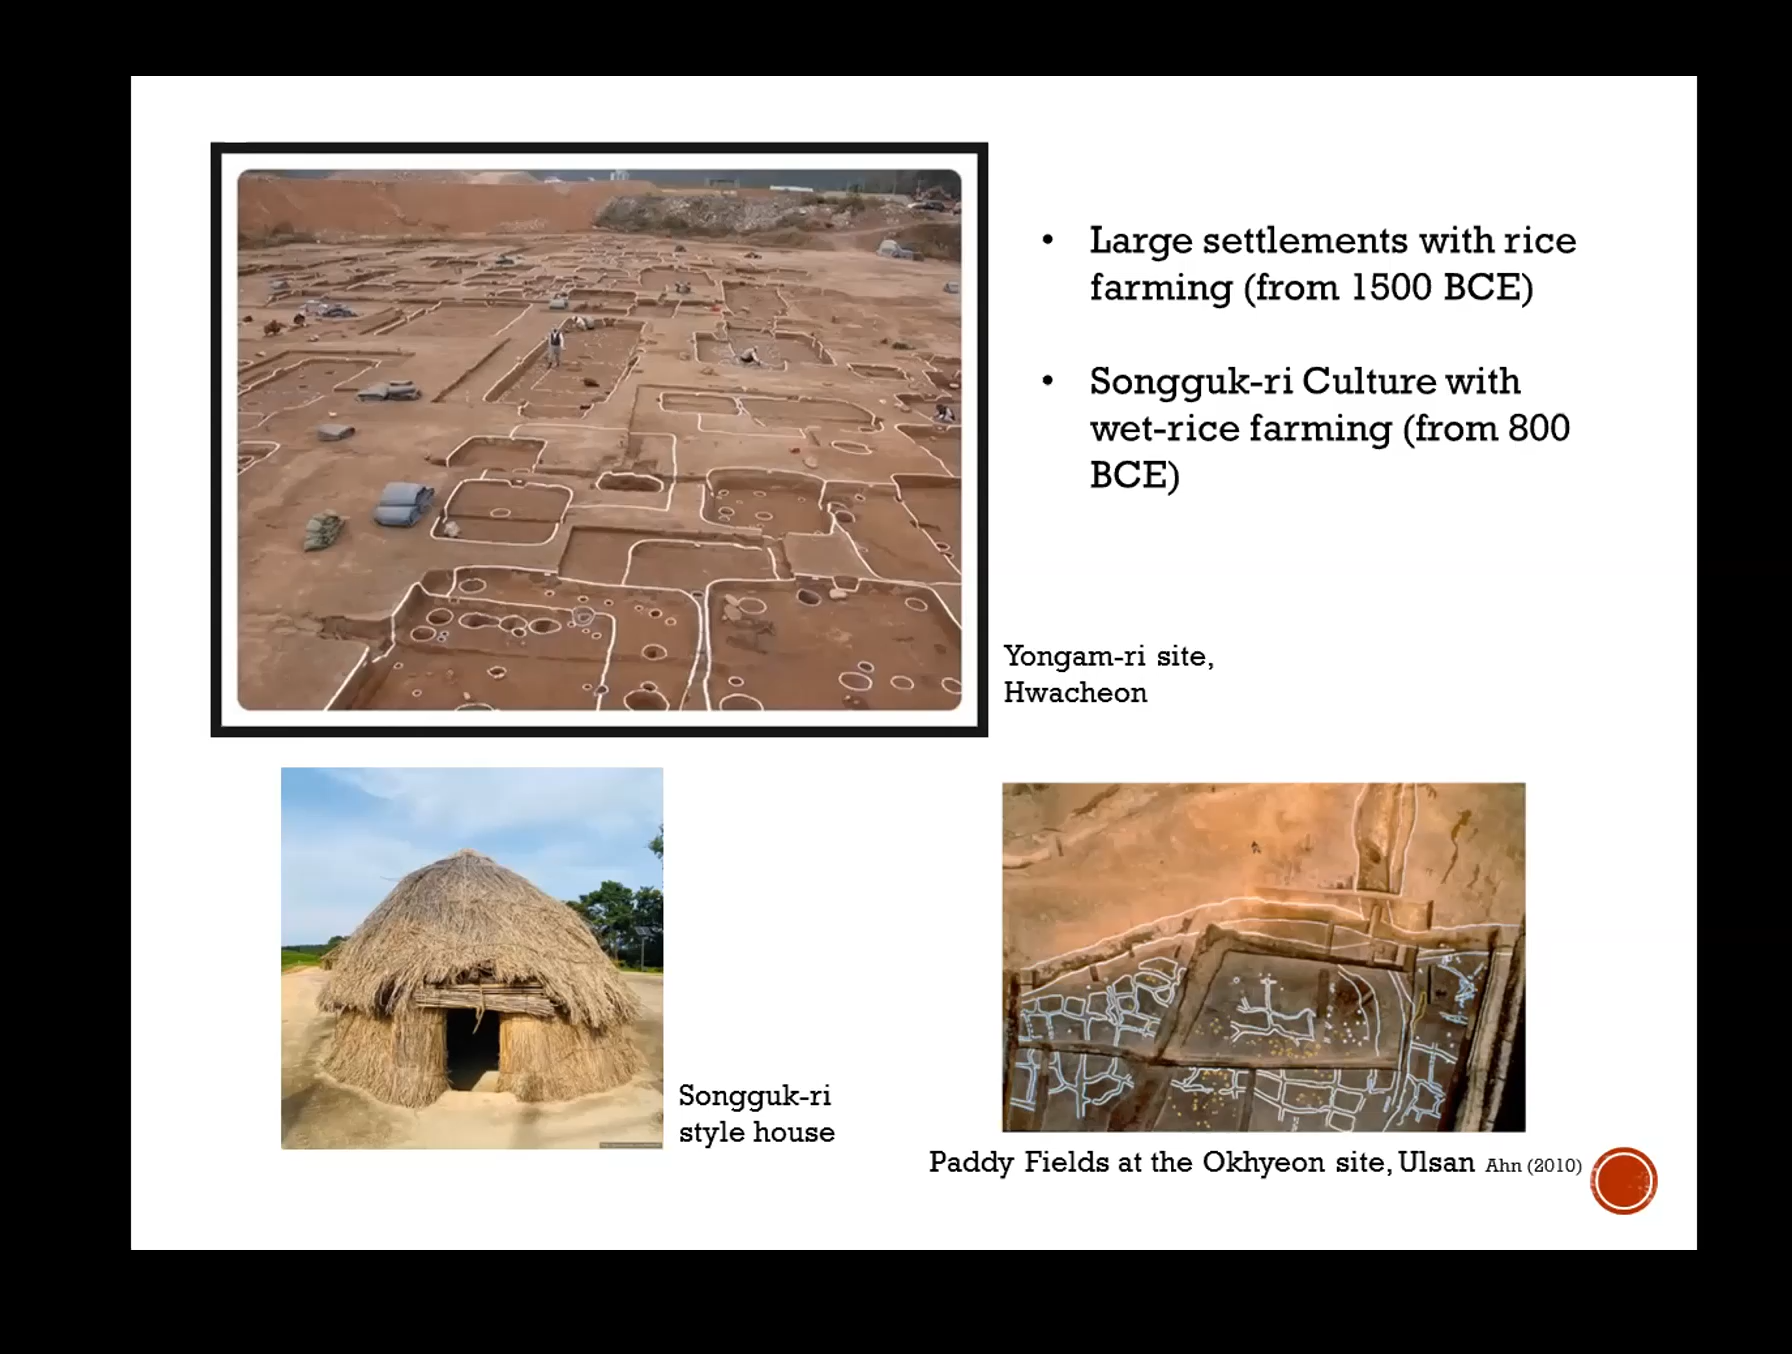 • Large settlements with rice
farming (from 1500 BCE)
• Songguk-ri Culture with
wet-rice farming (from 800
BCE)
Yongam-ri site,
Hwacheon
Songguk-ri
style house
Paddy Fields at the Okhyeon site, Ulsan Ahn (2010)